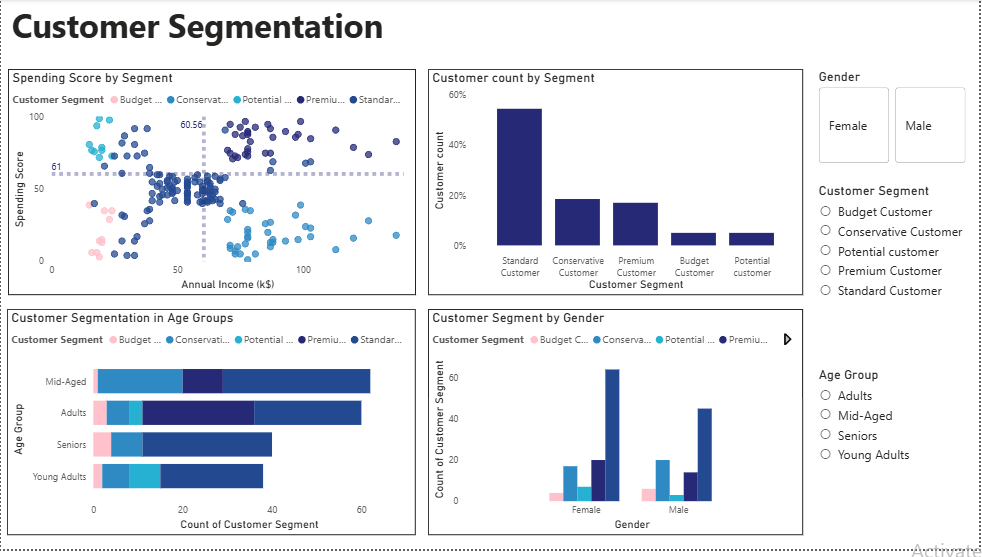 Customer Segmentation
Spending Score by Segment
Customer Segment Budget ... Conservat... Potential ... Premiu... Standar...
100
50
0
60.56
61
0 50 100
Spending Score
Annual Income (k$)
Customer count by Segment
60%
40%
20%
0%
Customer count
Standard Customer
Conservative Customer
Premium Customer
Budget Customer
Potential customer
Customer Segment
Gender
Female
Male
Customer Segment
Budget Customer
Conservative Customer
Potential customer
Premium Customer
Standard Customer
Customer Segmentation in Age Groups
Customer Segment Budget ... Conservati... Potential ... Premiu... Standar...
Age Group
Mid-Aged
Adults
Seniors
Young Adults
0 20 40 60
Count of Customer Segment
Customer Segment by Gender
Customer Segment Budget C... Conserva... Potential ... Premiu...
Count of Customer Segment
60
40
20
0
Female Male
Gender
Age Group
Adults
Mid-Aged
Seniors
Young Adults
Activate